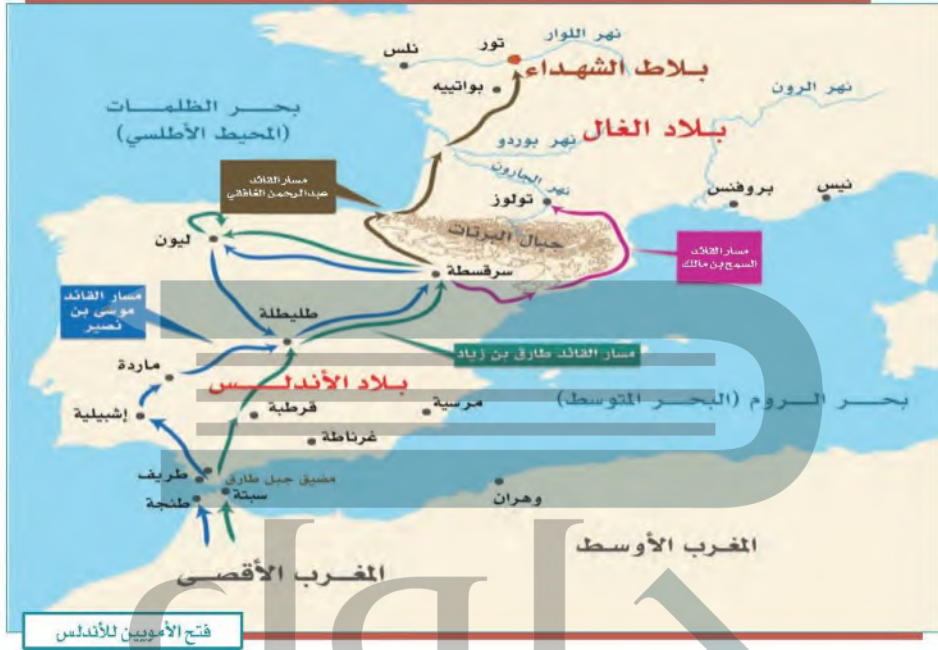 نهر اللوار
تور
نلس
بلاط الشهداء
بواتييه
نهر الرون
بحر الظلمات
(المحيط الأطلسي)
بلاد الغال
نهر بوردو
مسار القائد
عبدالرحمن الغافقي
نهر الجارون
تولوز
بروفنس
نيس
جبال البرتات
ليون
مسار القائد
السمح بن مالك
سرقسطة
مسار القائد
موسى بن
نصير
طليطلة
مسار القائد طارق بن زياد
ماردة
بلاد الأندلس
بحر الروم (البحر المتوسط)
إشبيلية
قرطبة
مرسية
غرناطة
طريف
مضيق جبل طارق
سبتة
طنجة
وهران
المغرب الأوسط
المغرب الأقصى
فتح الأمويين للأندلس